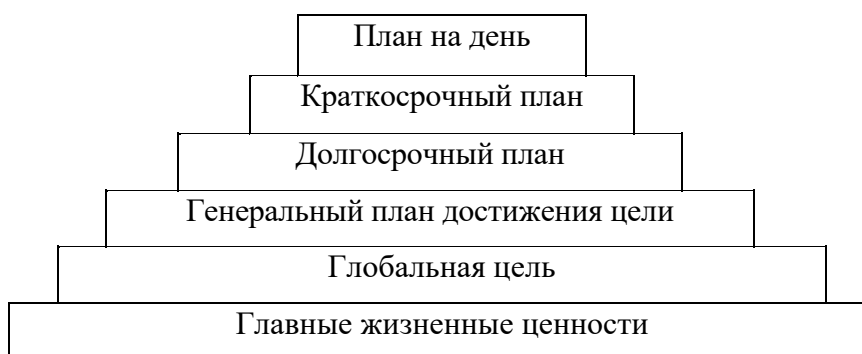 План на день
Краткосрочный план
Долгосрочный план
Генеральный план достижения цели
Глобальная цель
Главные жизненные ценности